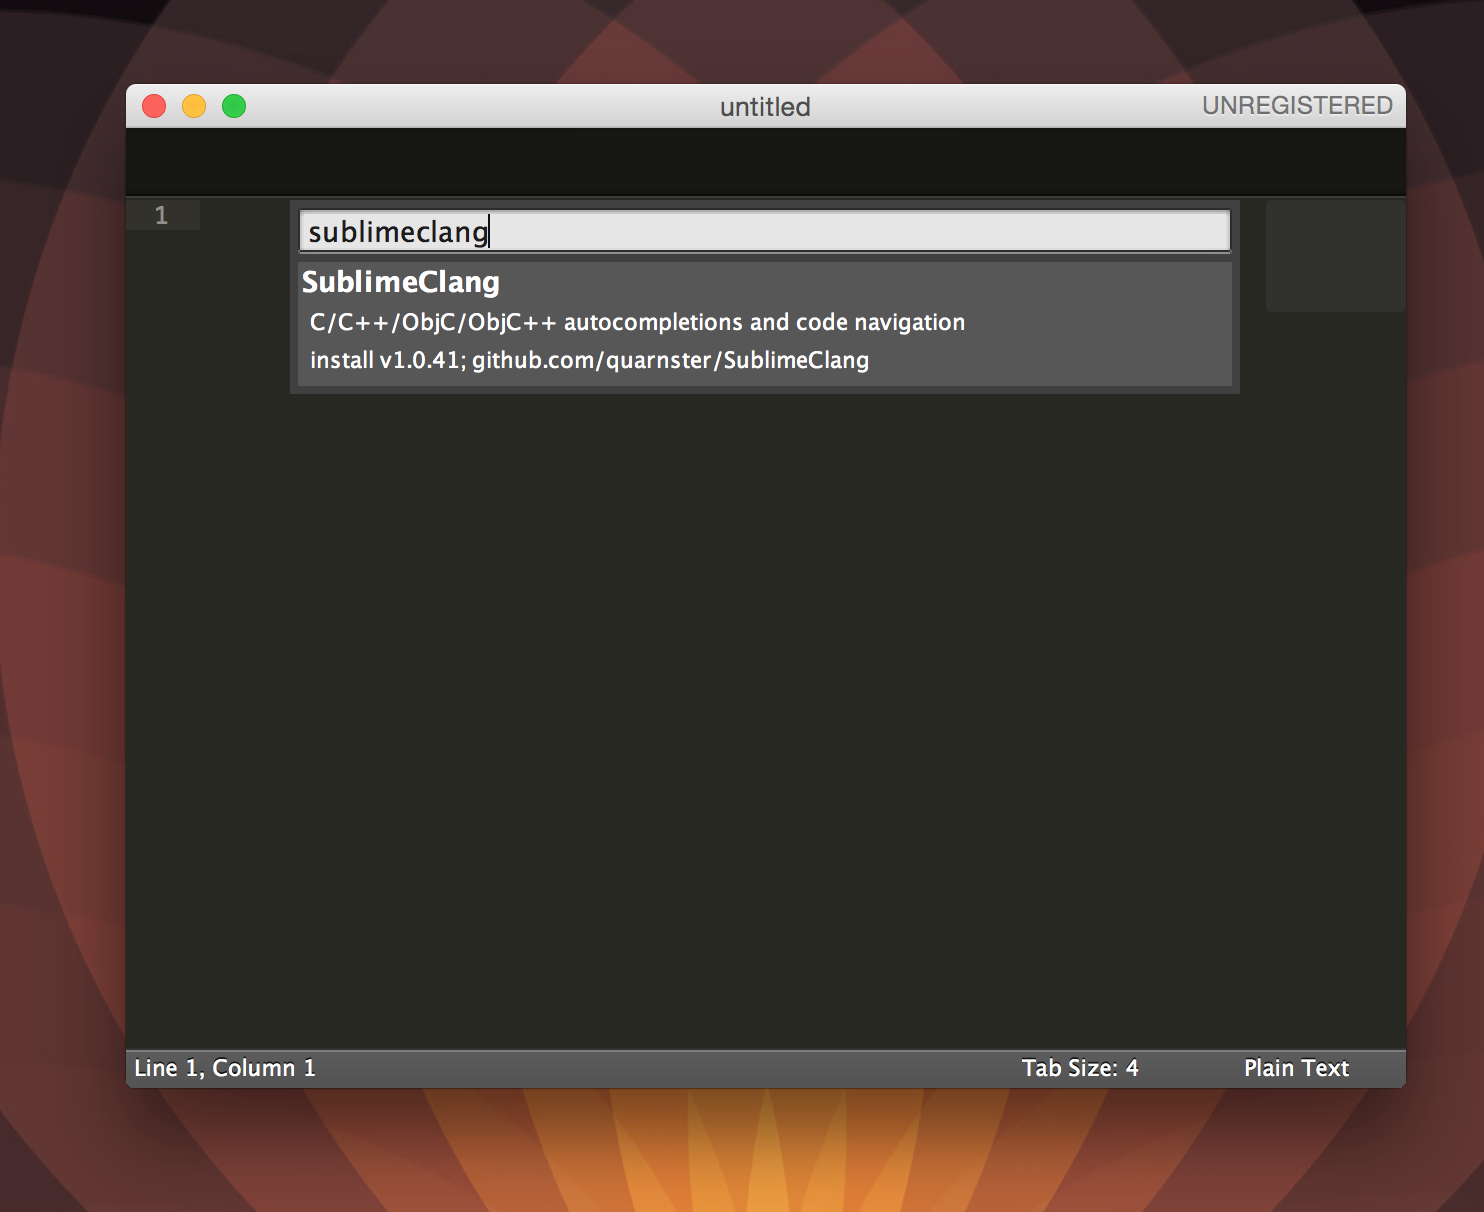 untitled
UNREGISTERED
1
sublimeclang
SublimeClang
C/C++/ObjC/ObjC++ autocompletions and code navigation
install v1.0.41; github.com/quarnster/SublimeClang
Line 1, Column 1
Tab Size: 4
Plain Text